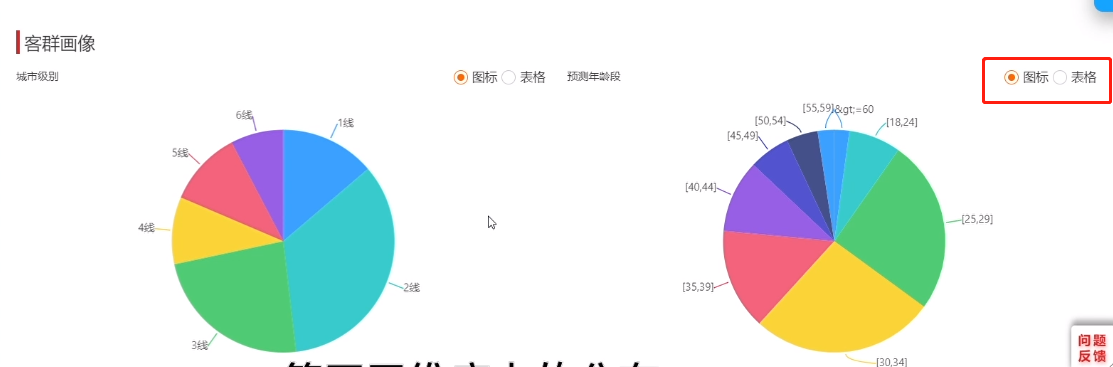 客群画像
城市级别
图标 表格
预测年龄段
图标 表格
6线
1线
5线
4线
2线
3线
[55,59]
&gt;=60
[50,54]
[18,24]
[45,49]
[40,44]
[25,29]
[35,39]
[30,34]
问题
反馈